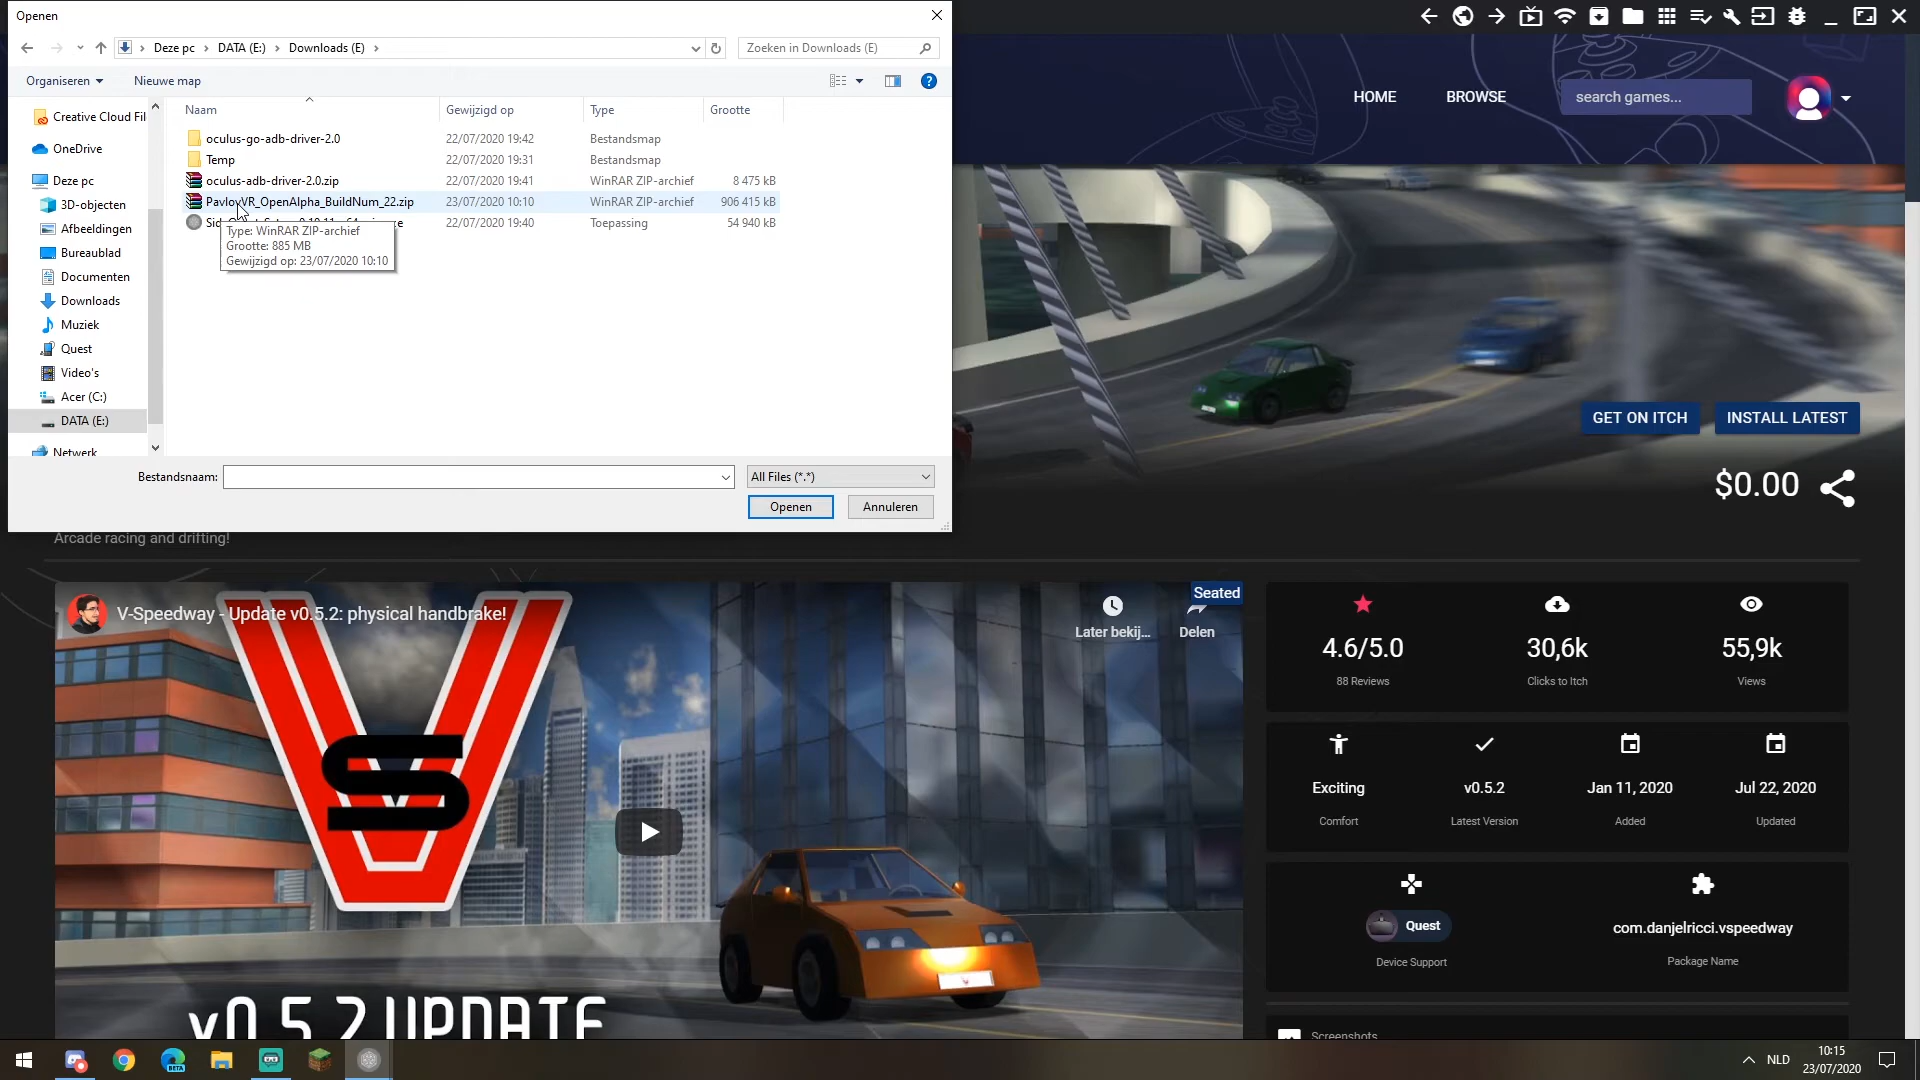 Openen
Deze pc
DATA (E:)
Downloads (E)
Zoeken in Downloads (E)
Organiseren
Nieuwe map
Creative Cloud Fil
OneDrive
Deze pc
3D-objecten
Afbeeldingen
Bureaublad
Documenten
Downloads
Muziek
Quest
Video's
Acer (C:)
DATA (E:)
Netwerk
Naam Gewijzigd op Type Grootte
oculus-go-adb-driver-2.0 22/07/2020 19:42 Bestandsmap
Temp 22/07/2020 19:31 Bestandsmap
oculus-adb-driver-2.0.zip 22/07/2020 19:41 WinRAR ZIP-archief 8 475 kB
PavlovVR_OpenAlpha_BuildNum_22.zip 23/07/2020 10:10 WinRAR ZIP-archief 906 415 kB
22/07/2020 19:40 Toepassing 54 940 kB
Type: WinRAR ZIP-archief
Grootte: 885 MB
Gewijzigd op: 23/07/2020 10:10
Bestandsnaam:
All Files (*.*)
Openen
Annuleren
HOME
BROWSE
search games...
GET ON ITCH
INSTALL LATEST
$0.00
Arcade racing and drifting!
V-Speedway - Update v0.5.2: physical handbrake!
Later bekij...
Delen
Seated
VS
v0.5.2 UPDATE
4.6/5.0
88 Reviews
30,6k
Clicks to Itch
55,9k
Views
Exciting
Comfort
v0.5.2
Latest Version
Jan 11, 2020
Added
Jul 22, 2020
Updated
Quest
Device Support
com.danjelricci.vspeedway
Package Name
Screenshots
BETA
NLD
10:15
23/07/2020